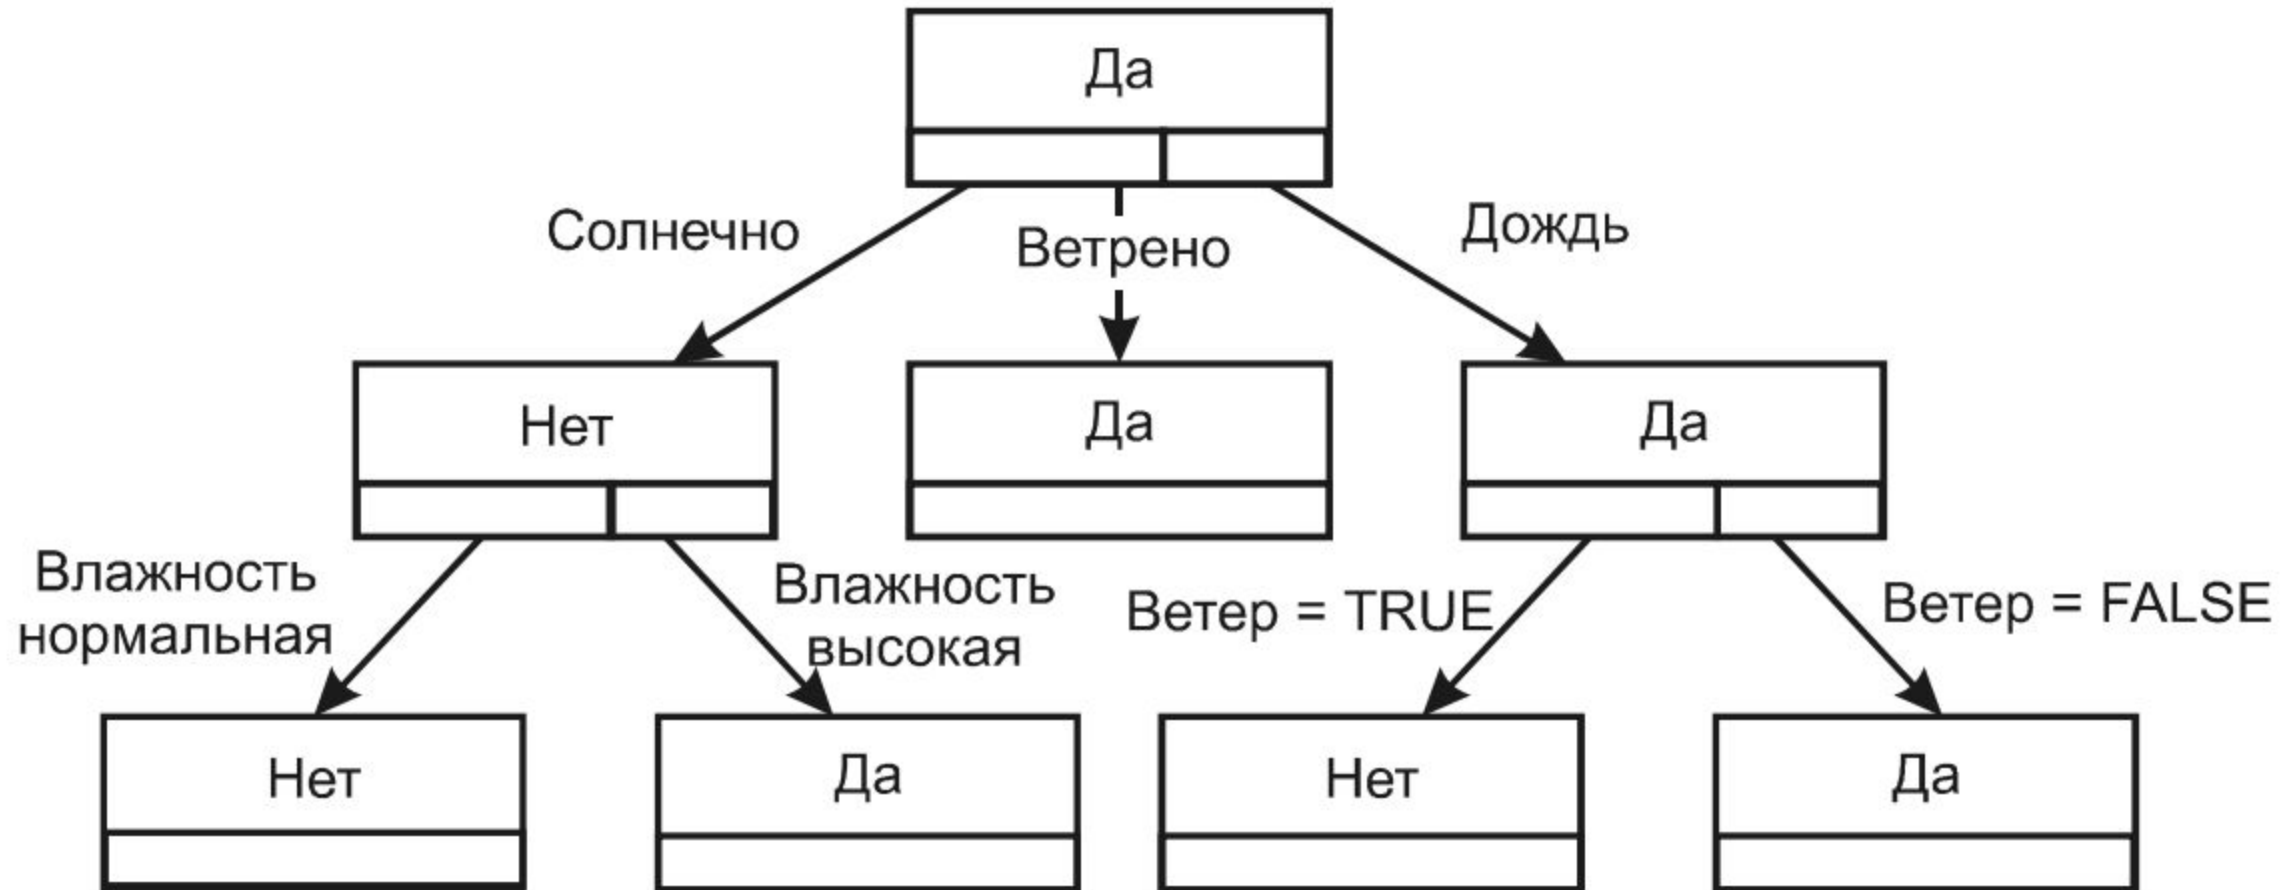 Да
Солнечно
Ветрено
Дождь
Нет
Да
Да
Влажность
нормальная
Влажность
высокая
Ветер = TRUE
Ветер = FALSE
Нет
Да
Нет
Да